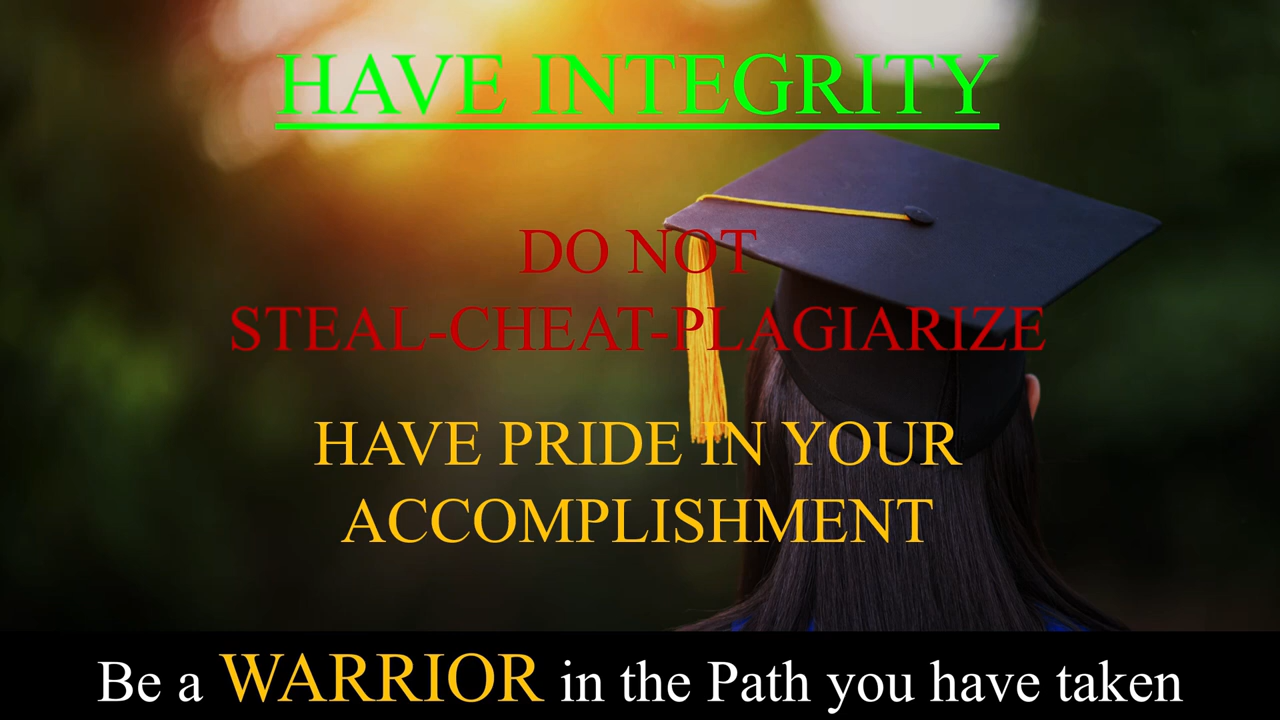 HAVE INTEGRITY
DO NOT
STEAL-CHEAT-PLAGIARIZE
HAVE PRIDE IN YOUR
ACCOMPLISHMENT
Be a WARRIOR in the Path you have taken